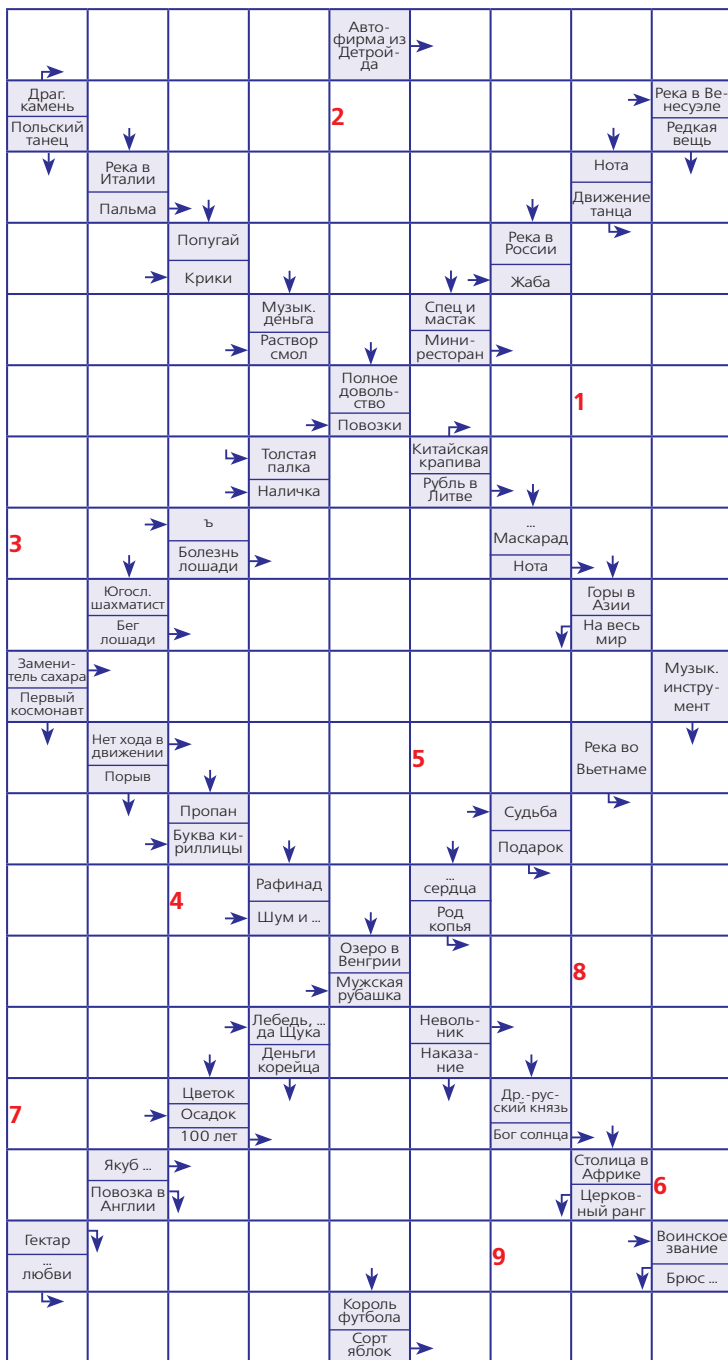 Авто-
фирма из
Детрой-
да
Драг.
камень
Польский
танец
2
Река в Ве-
несуэле
Редкая
вещь
Река в
Италии
Пальма
Нота
Движение
танца
Попугай
Крики
Река в
России
Жаба
Музык.
деньга
Раствор
смол
Спец и
мастак
Мини-
ресторан
Полное
доволь-
ство
Повозки
1
Толстая
палка
Наличка
Китайская
крапива
Рубль в
Литве
3
ъ
Болезнь
лошади
...
Маскарад
Нота
Югосл.
шахматист
Бег
лошади
Горы в
Азии
На весь
мир
Замени-
тель сахара
Первый
космонавт
Музык.
инстру-
мент
Нет хода в
движении
Порыв
5
Река во
Вьетнаме
Пропан
Буква ки-
риллицы
Судьба
Подарок
4
Рафинад
Шум и ...
...
сердца
Род
копья
Озеро в
Венгрии
Мужская
рубашка
8
Лебедь, ...
да Щука
Деньги
корейца
Неволь-
ник
Наказа-
ние
7
Цветок
Осадок
100 лет
Др.-рус-
ский князь
Бог солнца
Якуб ...
Повозка в
Англии
Столица в
Африке
Церков-
ный ранг
6
Гектар
...
любви
9
Воинское
звание
Брюс ...
Король
футбола
Сорт
яблок